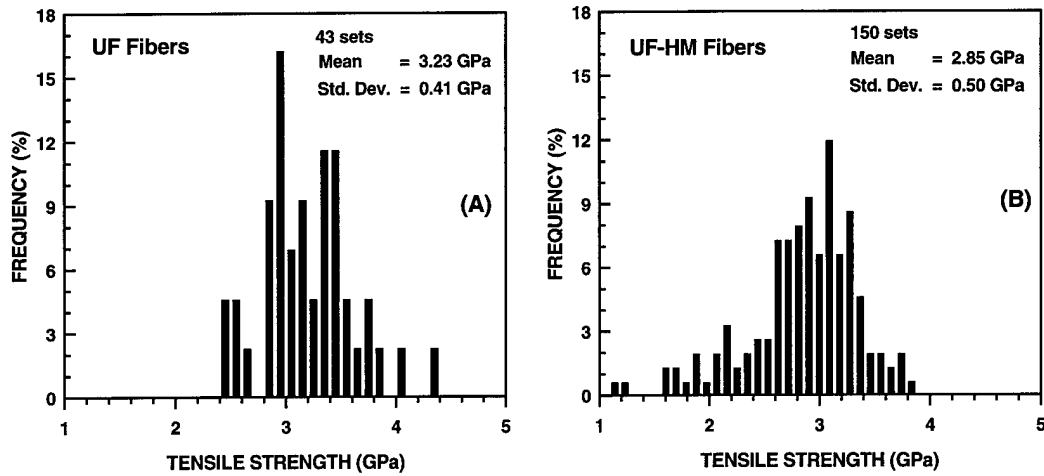 UF Fibers
43 sets
Mean = 3.23 GPa
Std. Dev. = 0.41 GPa
(A)
FREQUENCY (%)
18
15
12
9
6
3
0
1 2 3 4 5
TENSILE STRENGTH (GPa)
UF-HM Fibers
150 sets
Mean = 2.85 GPa
Std. Dev. = 0.50 GPa
(B)
FREQUENCY (%)
18
15
12
9
6
3
0
1 2 3 4 5
TENSILE STRENGTH (GPa)